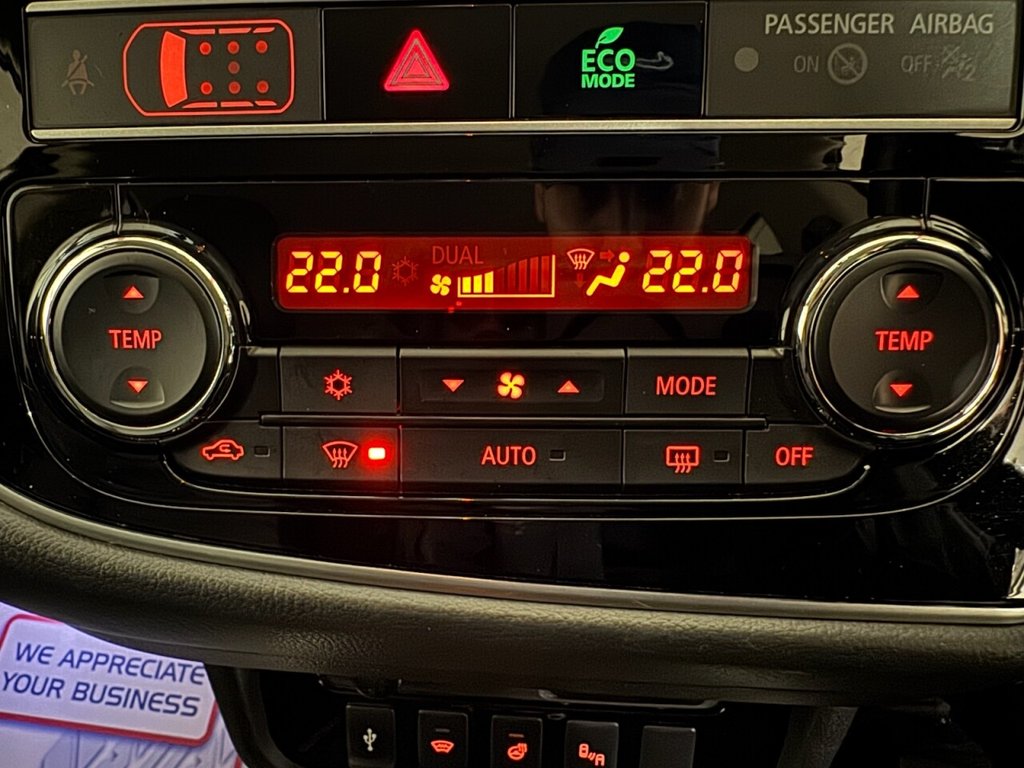 PASSENGER AIRBAG
ECO
MODE
ON OFF
22.0 DUAL 22.0
TEMP TEMP
MODE
AUTO OFF
WE APPRECIATE
YOUR BUSINESS